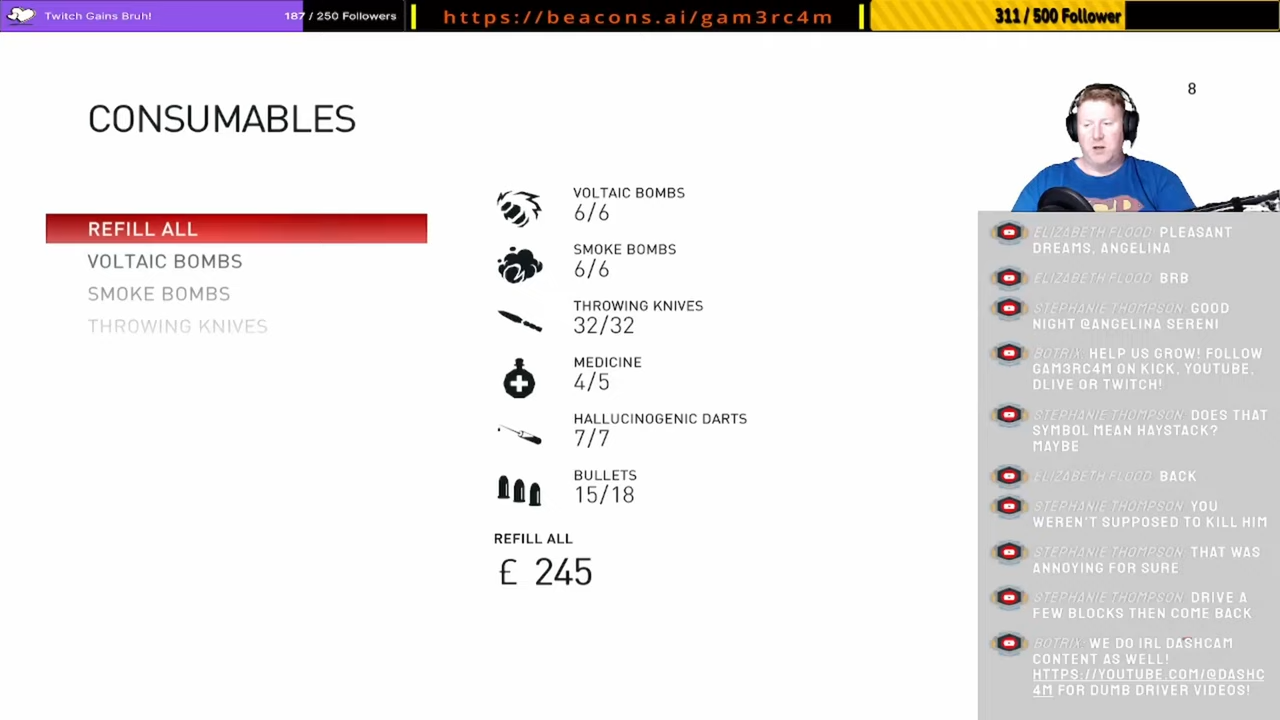 Twitch Gains Bruh!
187 / 250 Followers
https://beacons.ai/gam3rc4m
311 / 500 Follower
8
CONSUMABLES
REFILL ALL
VOLTAIC BOMBS
SMOKE BOMBS
THROWING KNIVES
VOLTAIC BOMBS
6/6
SMOKE BOMBS
6/6
THROWING KNIVES
32/32
MEDICINE
4/5
HALLUCINOGENIC DARTS
7/7
BULLETS
15/18
REFILL ALL
£ 245
ELIZABETH FLOOD: PLEASANT
DREAMS, ANGELINA
ELIZABETH FLOOD: BRB
STEPHANIE THOMPSON: GOOD
NIGHT @ANGELINA SERENI
BOTRIX: HELP US GROW! FOLLOW
GAM3RC4M ON KICK, YOUTUBE,
DLIVE OR TWITCH!
STEPHANIE THOMPSON: DOES THAT
SYMBOL MEAN HAYSTACK?
MAYBE
ELIZABETH FLOOD: BACK
STEPHANIE THOMPSON: YOU
WEREN'T SUPPOSED TO KILL HIM
STEPHANIE THOMPSON: THAT WAS
ANNOYING FOR SURE
STEPHANIE THOMPSON: DRIVE A
FEW BLOCKS THEN COME BACK
BOTRIX: WE DO IRL DASHCAM
CONTENT AS WELL!
HTTPS://YOUTUBE.COM/@DASHC
4M FOR DUMB DRIVER VIDEOS!